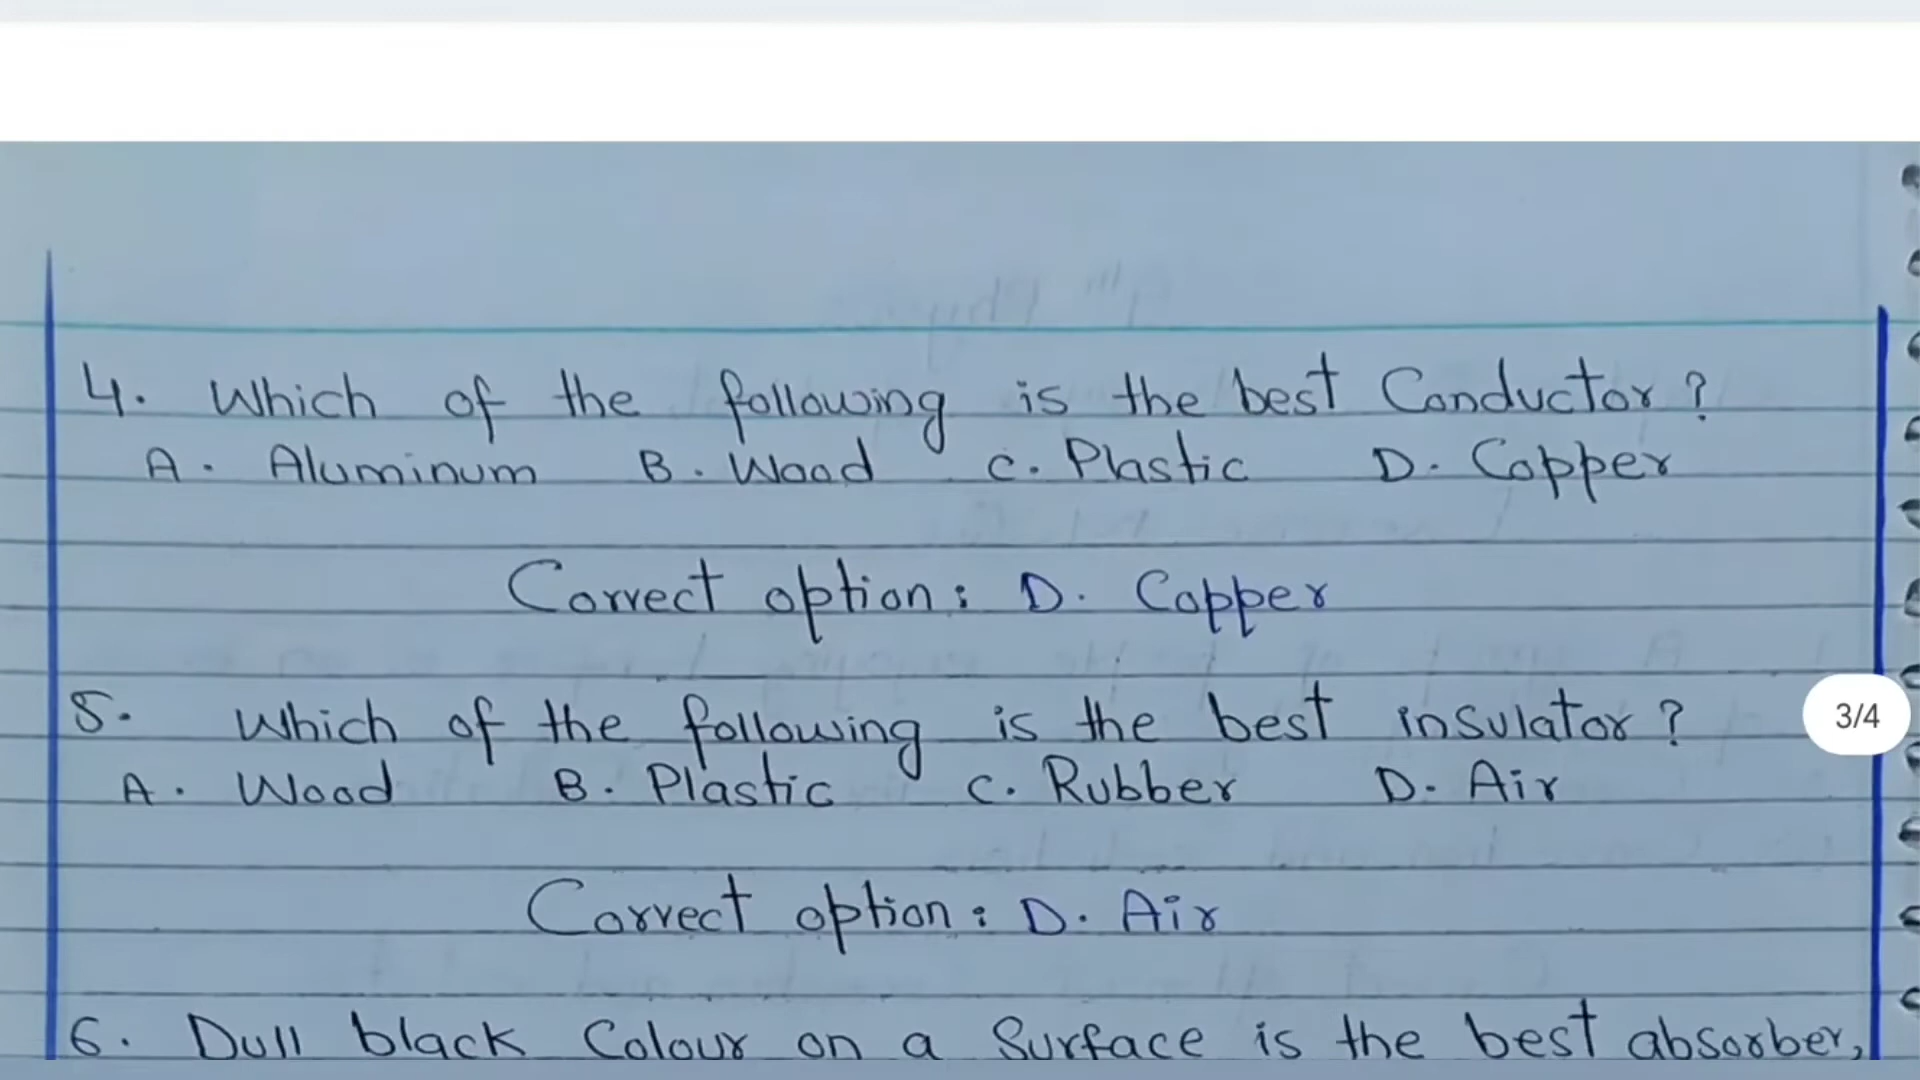 4. Which of the following is the best Conductor?
A. Aluminum B. Wood C. Plastic D. Copper
Correct option: D. Copper
5. Which of the following is the best insulator?
3/4
A. Wood B. Plastic C. Rubber D. Air
Correct option: D. Air
6. Dull black Colour on a Surface is the best absorber,